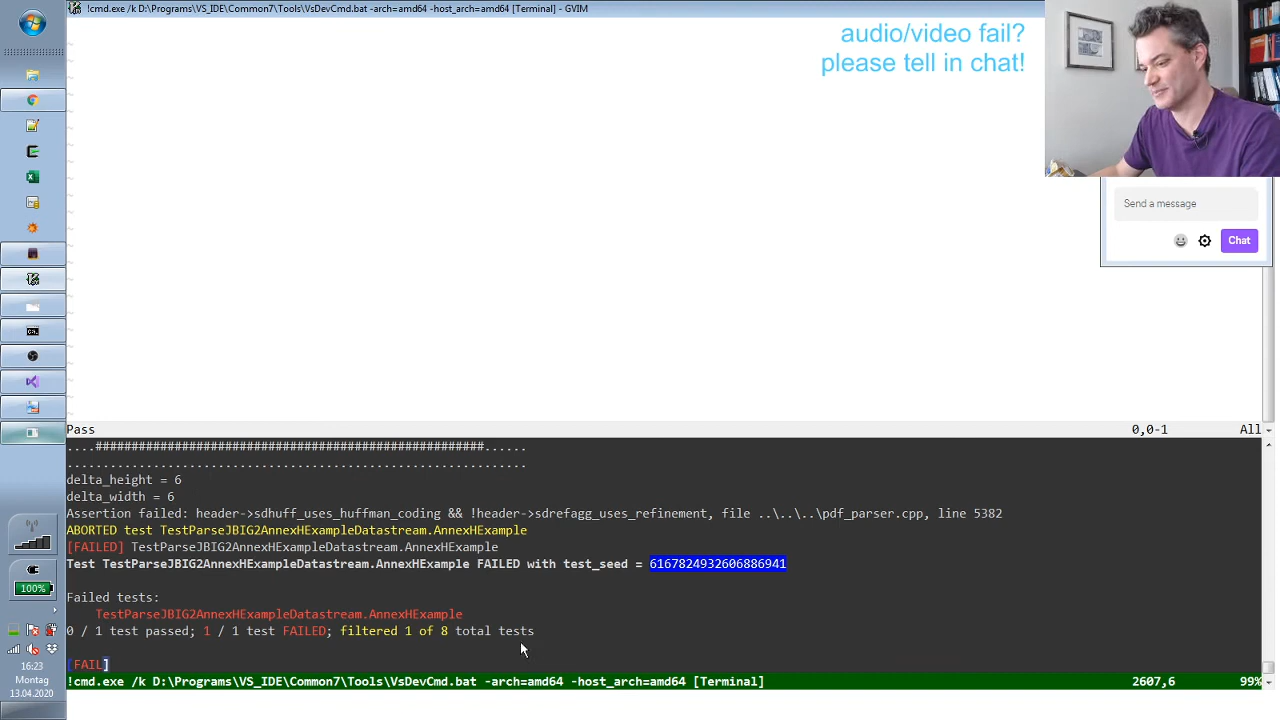 !cmd.exe /k D:\Programs\VS_IDE\Common7\Tools\VsDevCmd.bat -arch=amd64 -host_arch=amd64 [Terminal] - GVIM
audio/video fail?
please tell in chat!
Send a message
Chat
Pass 0,0-1 All
....######################################################......
................................................................
delta_height = 6
delta_width = 6
Assertion failed: header->sdhuff_uses_huffman_coding && !header->sdrefagg_uses_refinement, file ..\..\..\pdf_parser.cpp, line 5382
ABORTED test TestParseJBIG2AnnexHExampleDatastream.AnnexHExample
[FAILED] TestParseJBIG2AnnexHExampleDatastream.AnnexHExample
Test TestParseJBIG2AnnexHExampleDatastream.AnnexHExample FAILED with test_seed = 6167824932606886941
Failed tests:
TestParseJBIG2AnnexHExampleDatastream.AnnexHExample
0 / 1 test passed; 1 / 1 test FAILED; filtered 1 of 8 total tests
[FAIL]
!cmd.exe /k D:\Programs\VS_IDE\Common7\Tools\VsDevCmd.bat -arch=amd64 -host_arch=amd64 [Terminal] 2607,6 99%
100%
16:23
Montag
13.04.2020